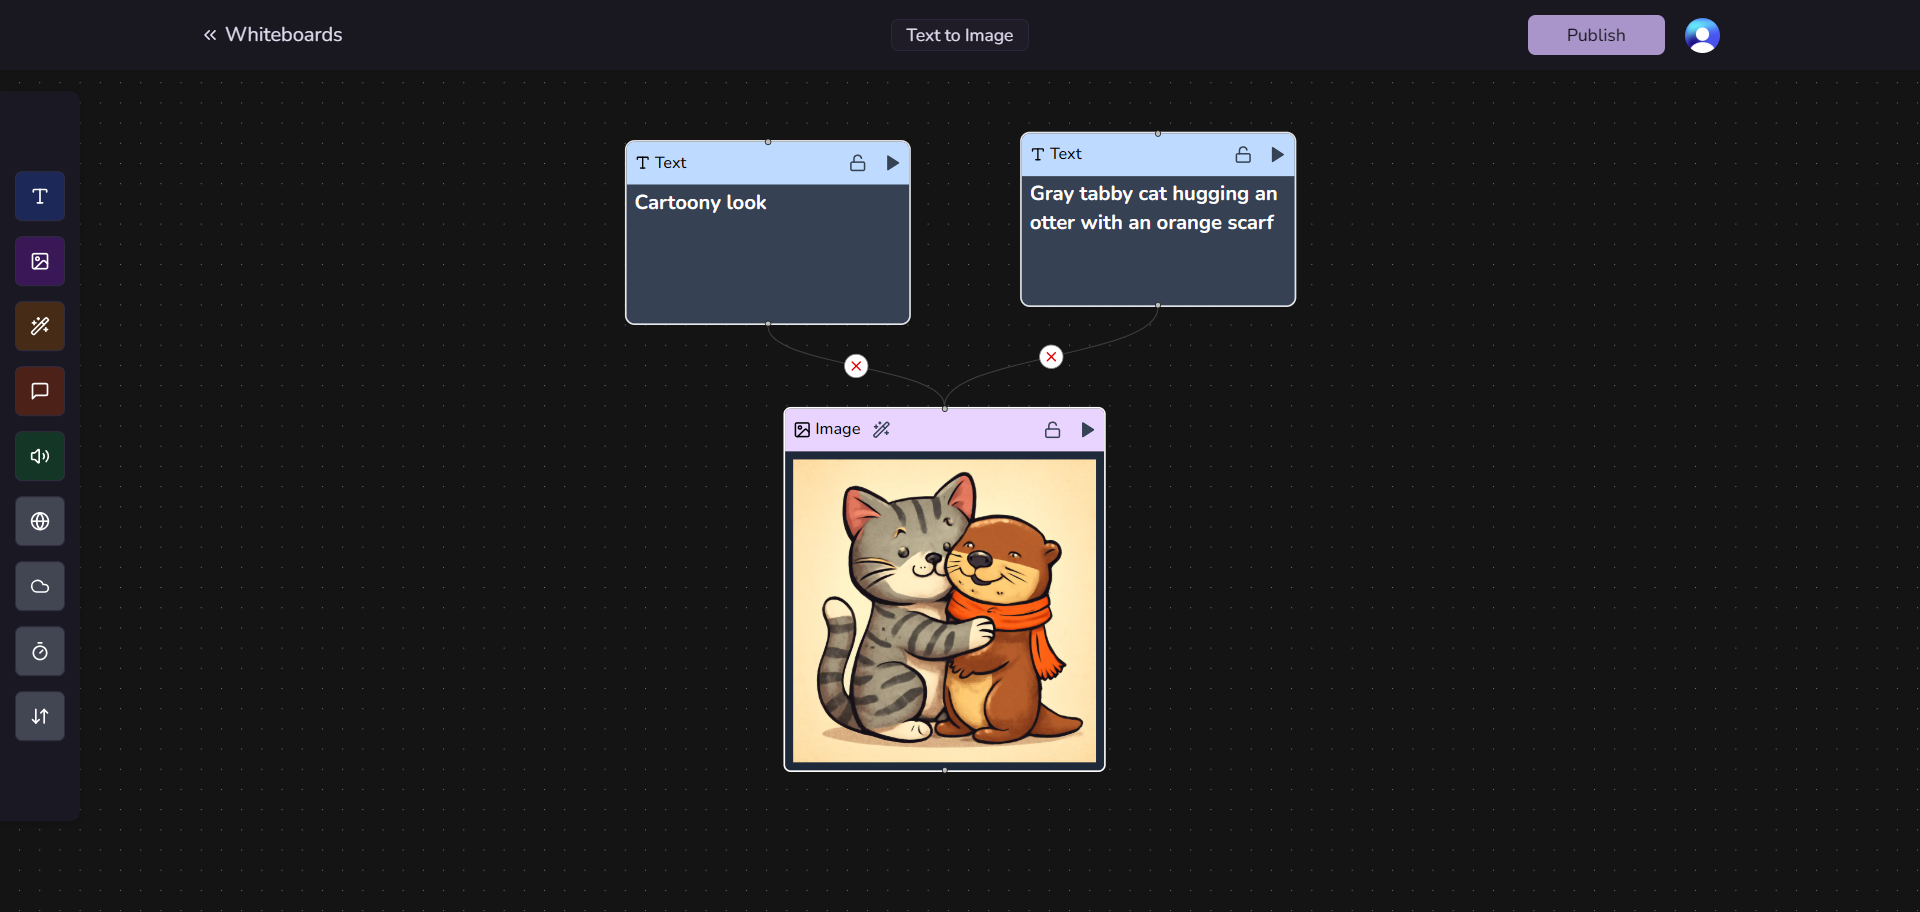 Whiteboards
Text to Image
Publish
Text
Cartoony look
Text
Gray tabby cat hugging an
otter with an orange scarf
Image